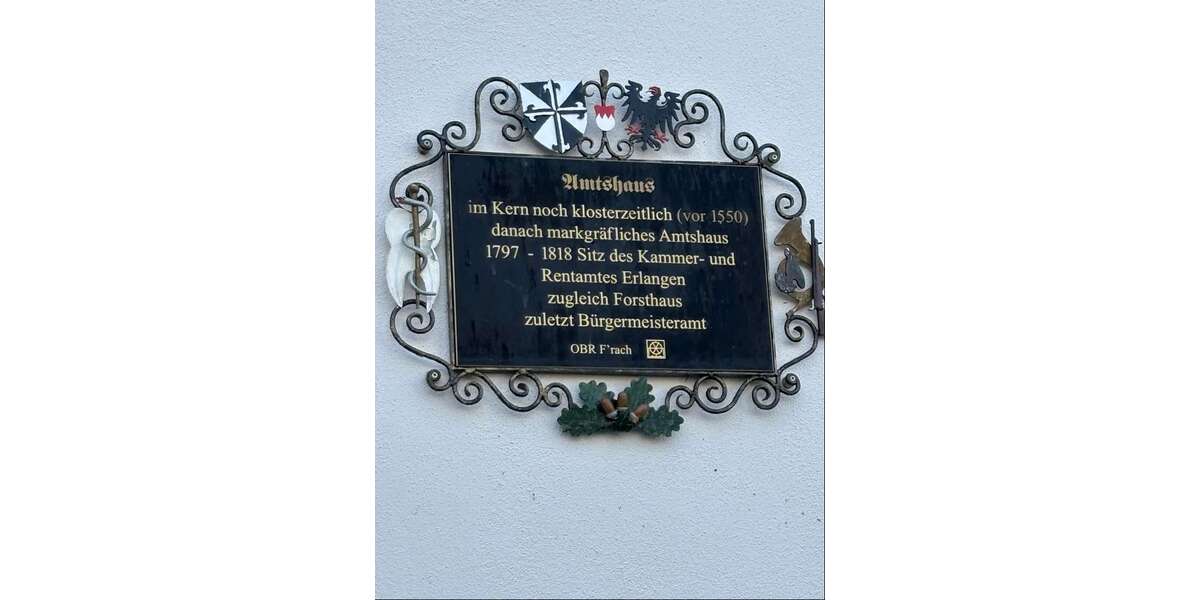 Amtshaus
im Kern noch klosterzeitlich (vor 1550)
danach markgräfliches Amtshaus
1797 - 1818 Sitz des Kammer- und
Rentamtes Erlangen
zugleich Forsthaus
zuletzt Bürgermeisteramt
OBR F'rach